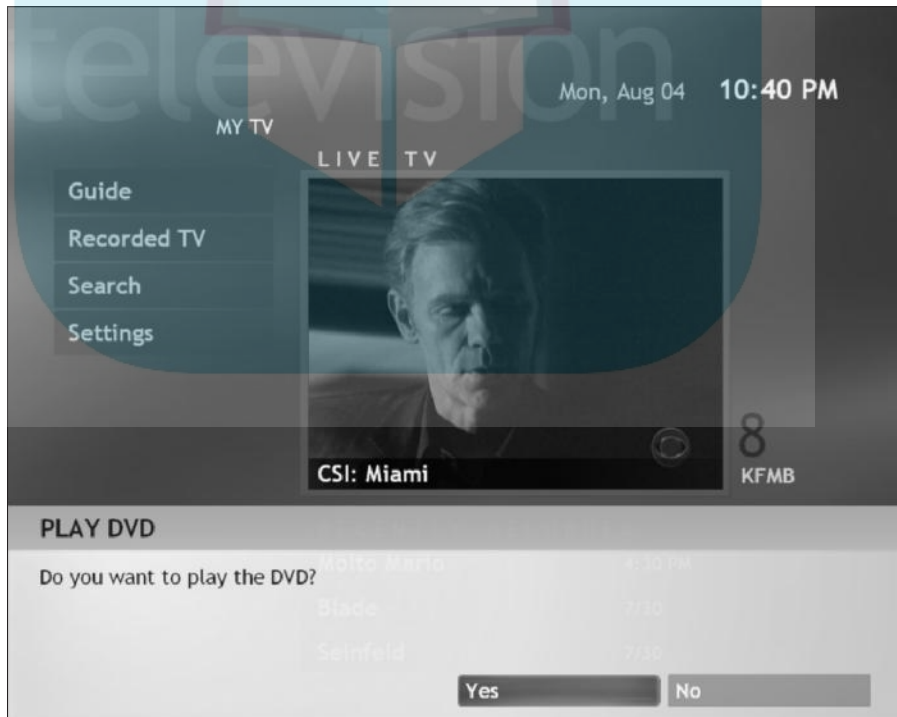 television
Mon, Aug 04 10:40 PM
MY TV
LIVE TV
Guide
Recorded TV
Search
Settings
CSI: Miami
8
KFMB
PLAY DVD
Do you want to play the DVD?
Molto Mario 4:30 PM
Blade 7/30
Seinfeld 7/30
Yes
No